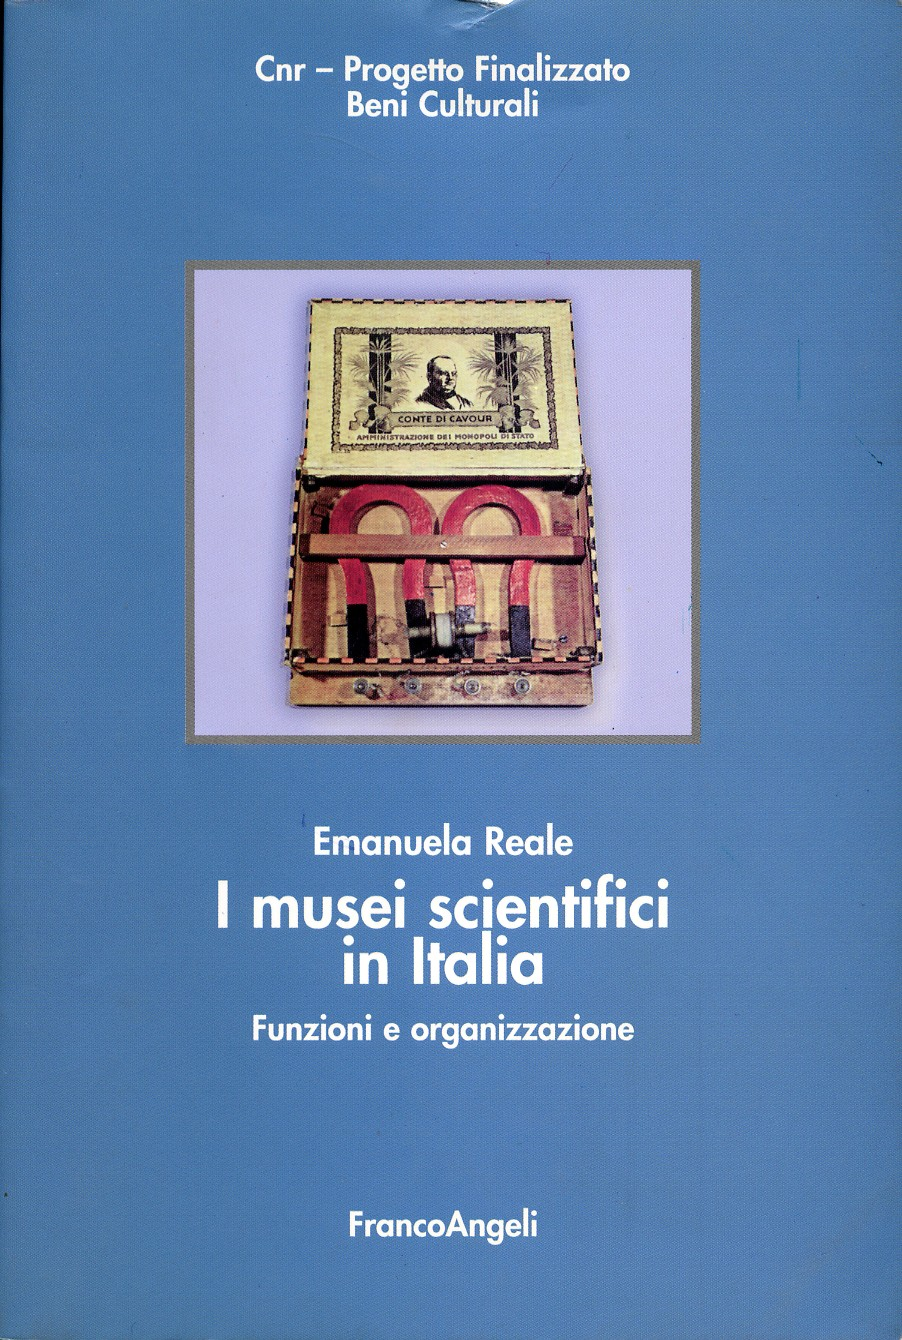 Cnr – Progetto Finalizzato
Beni Culturali
CONTE DI CAVOUR
AMMINISTRAZIONE DEI MONOPOLI DI STATO
Emanuela Reale
I musei scientifici
in Italia
Funzioni e organizzazione
FrancoAngeli